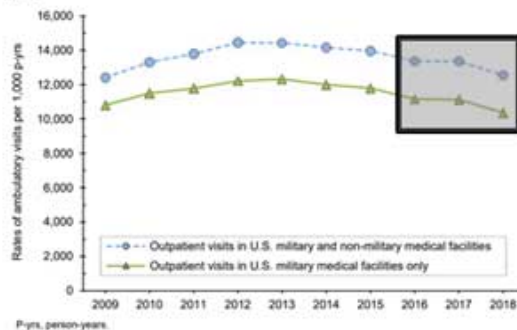 Rates of ambulatory visits per 1,000 p-yrs
16,000
14,000
12,000
10,000
8,000
6,000
4,000
2,000
0
Outpatient visits in U.S. military and non-military medical facilities
Outpatient visits in U.S. military medical facilities only
2009 2010 2011 2012 2013 2014 2015 2016 2017 2018
P-yrs, person-years.